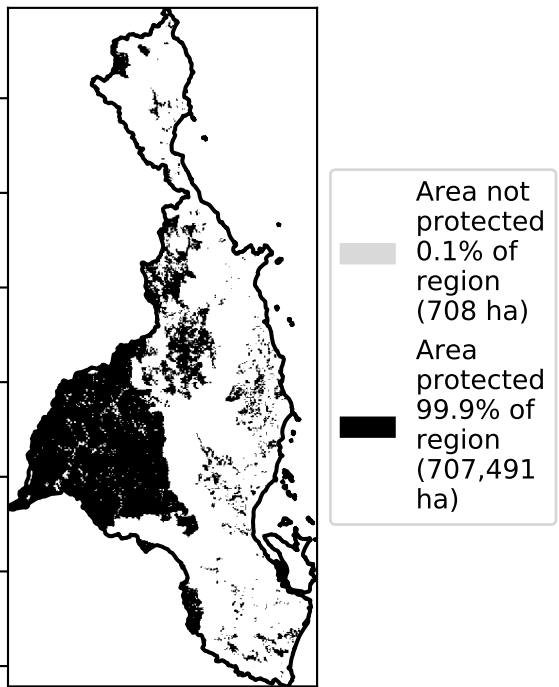 Area not
protected
0.1% of
region
(708 ha)
Area
protected
99.9% of
region
(707,491
ha)